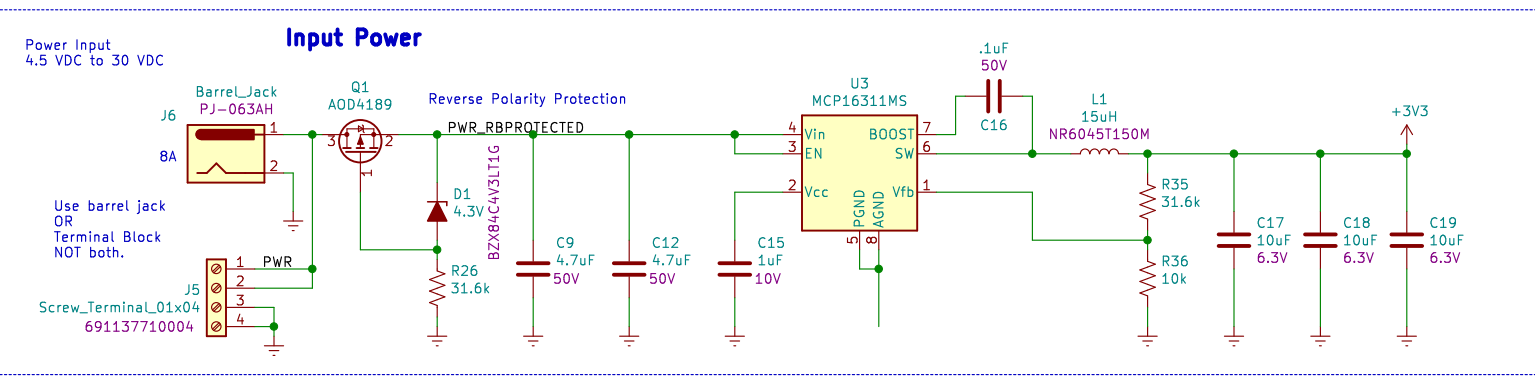 Input Power
Power Input
4.5 VDC to 30 VDC
Barrel_Jack
PJ-063AH
J6
1
2
8A
Use barrel jack
OR
Terminal Block
NOT both.
PWR
1
2
3
4
J5
Screw_Terminal_01x04
691137710004
Q1
AOD4189
3
2
1
Reverse Polarity Protection
PWR_RBPROTECTED
D1
4.3V
BZX84C4V3LT1G
R26
31.6k
C9
4.7uF
50V
C12
4.7uF
50V
C15
1uF
10V
U3
MCP16311MS
4 Vin
3 EN
2 Vcc
BOOST 7
SW 6
Vfb 1
PGND 5
AGND 8
.1uF
50V
C16
L1
15uH
NR6045T150M
R35
31.6k
R36
10k
C17
10uF
6.3V
C18
10uF
6.3V
C19
10uF
6.3V
+3V3